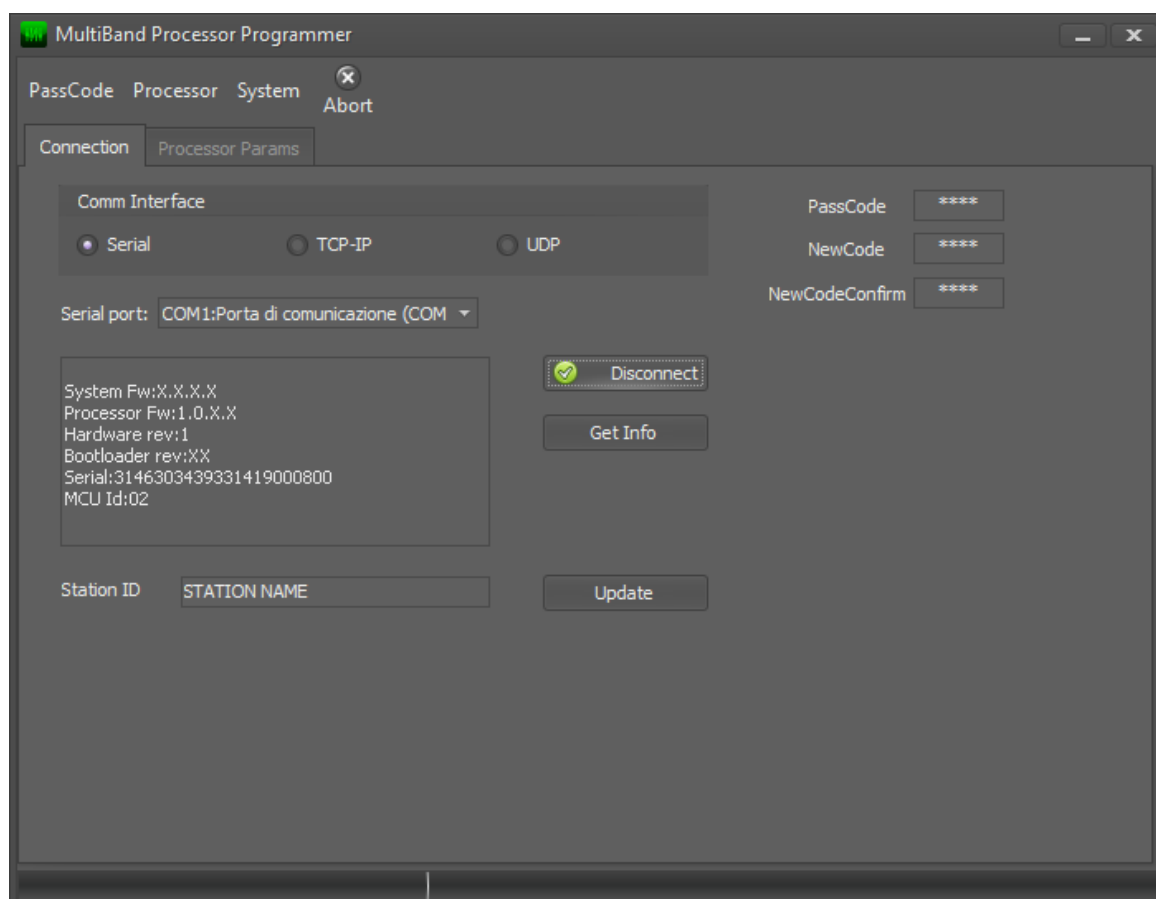 MultiBand Processor Programmer
PassCode Processor System Abort
Connection Processor Params
Comm Interface
Serial TCP-IP UDP
PassCode ****
NewCode ****
NewCodeConfirm ****
Serial port: COM1:Porta di comunicazione (COM
System Fw:X.X.X.X
Processor Fw:1.0.X.X
Hardware rev:1
Bootloader rev:XX
Serial:3146303439331419000800
MCU Id:02
Disconnect
Get Info
Station ID STATION NAME Update